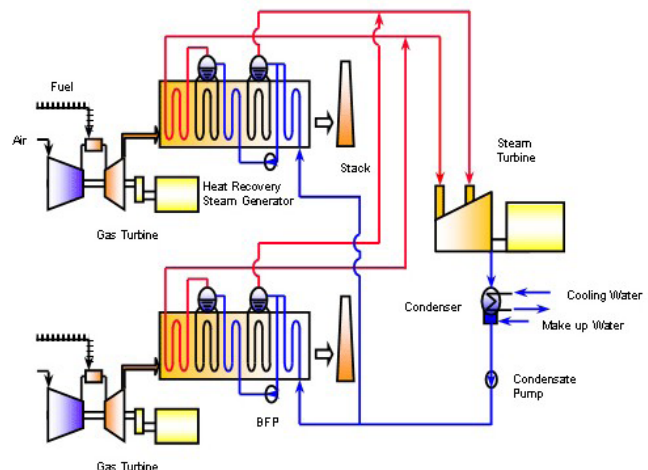 Fuel
Air
Heat Recovery
Steam Generator
Gas Turbine
Stack
Steam
Turbine
Condenser
Cooling Water
Make up Water
Condensate
Pump
BFP
Gas Turbine